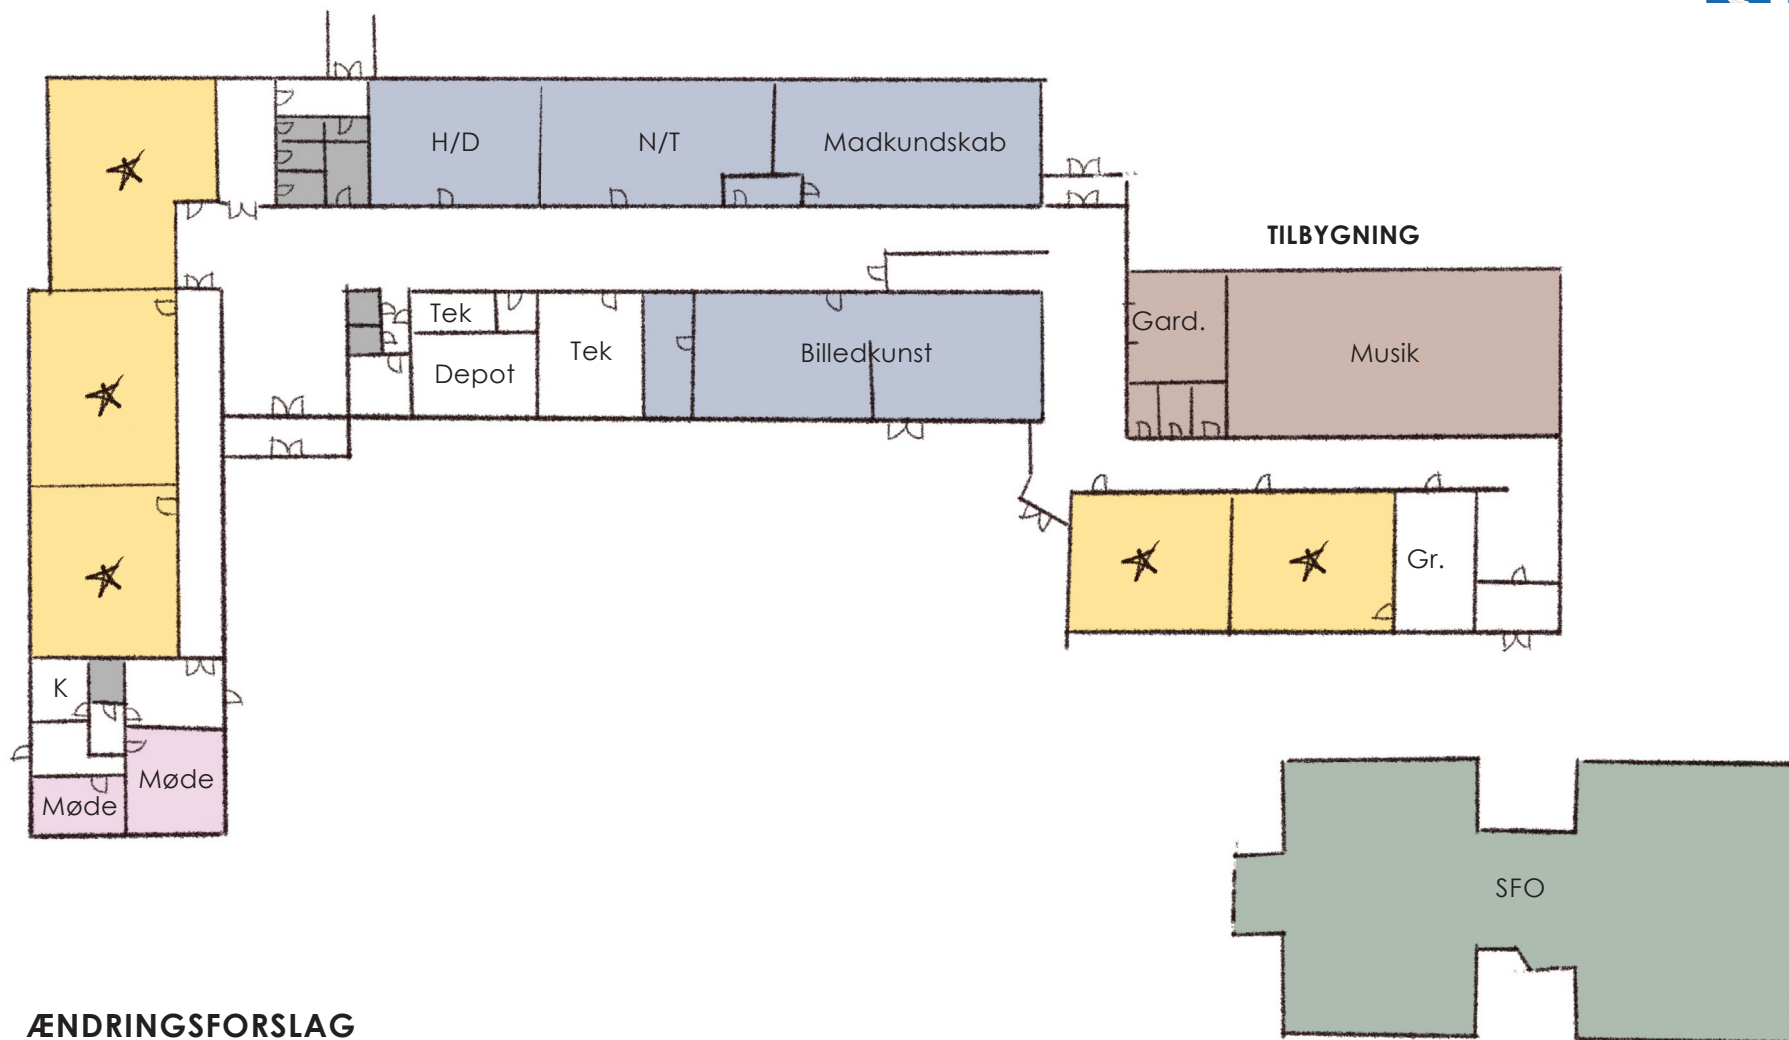 H/D
N/T
Madkundskab
TILBYGNING
Tek
Depot
Tek
Billedkunst
Gard.
Musik
Gr.
K
Møde
Møde
SFO
ÆNDRINGSFORSLAG